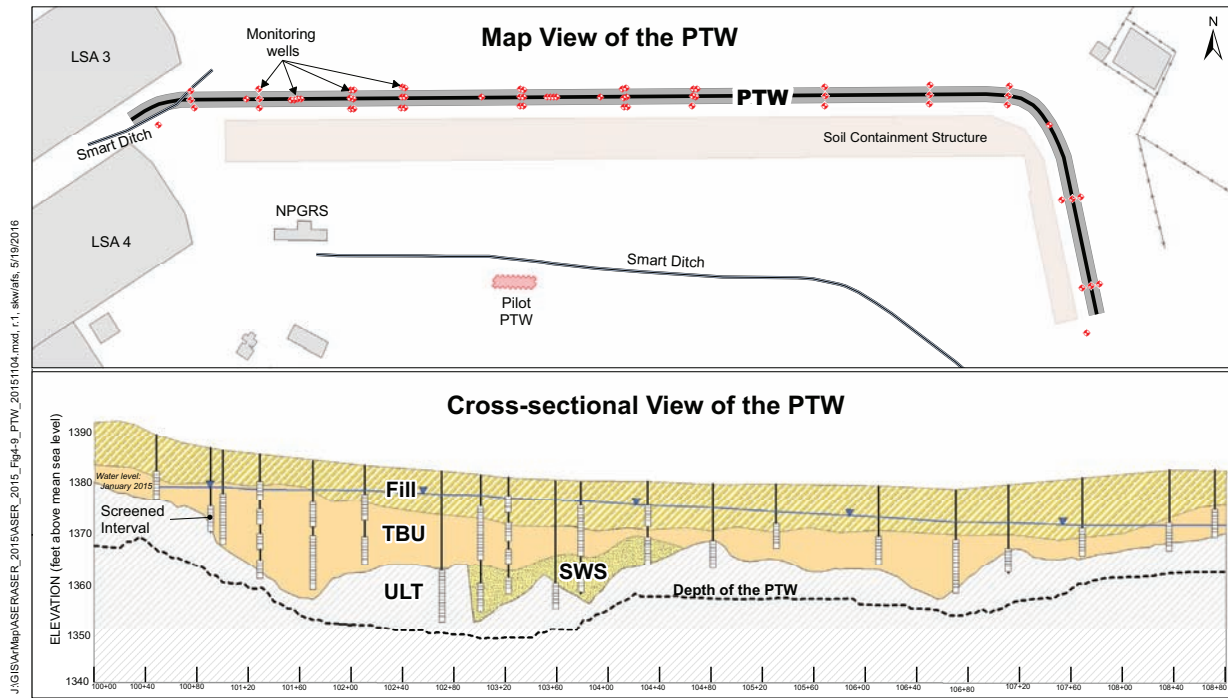 Map View of the PTW
N
LSA 3
Monitoring
wells
PTW
Smart Ditch
Soil Containment Structure
NPGRS
LSA 4
Smart Ditch
Pilot
PTW
Cross-sectional View of the PTW
ELEVATION (feet above mean sea level)
1390
1380
1370
1360
1350
1340
Water level:
January 2015
Fill
Screened
Interval
TBU
SWS
ULT
Depth of the PTW
100+00 100+40 100+80 101+20 101+60 102+00 102+40 102+80 103+20 103+60 104+00 104+40 104+80 105+20 105+60 106+00 106+40 106+80 107+20 107+60 108+00 108+40 108+80
J:\GIS\ArMap\ASER\ASER_2015\ASER_2015_Fig4-9_PTW_20151104.mxd, r.1, skw/afs, 5/19/2016